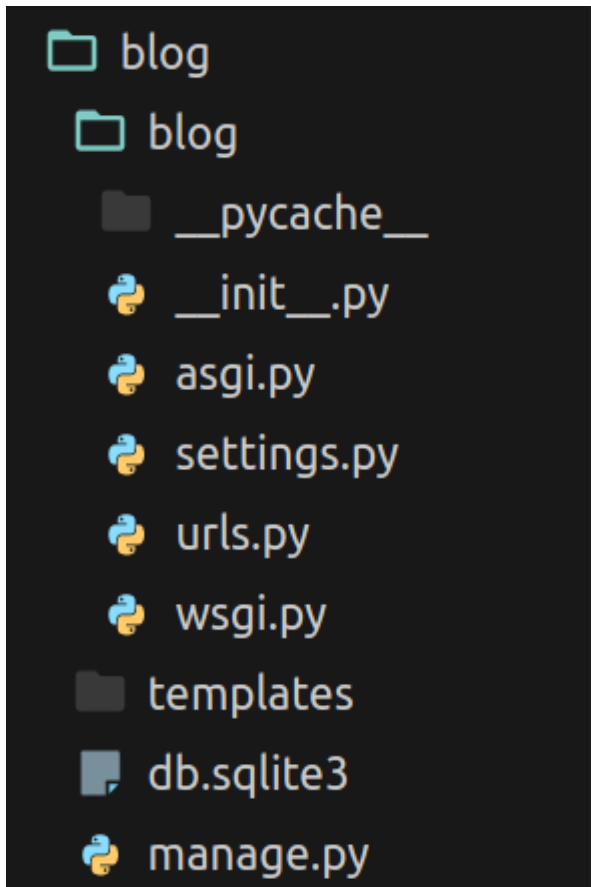 blog
blog
__pycache__
__init__.py
asgi.py
settings.py
urls.py
wsgi.py
templates
db.sqlite3
manage.py